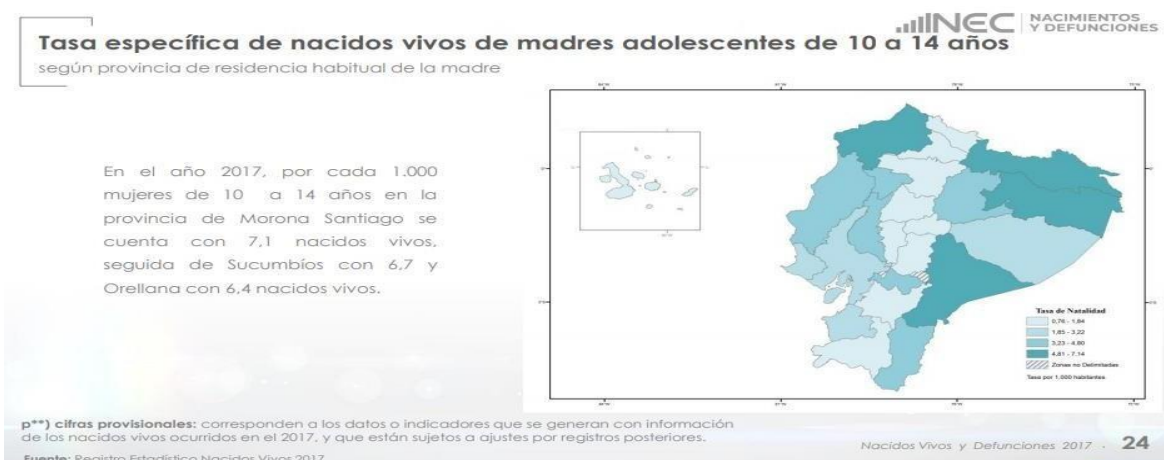 INEC
NACIMIENTOS
Y DEFUNCIONES
Tasa específica de nacidos vivos de madres adolescentes de 10 a 14 años
según provincia de residencia habitual de la madre
En el año 2017, por cada 1.000
mujeres de 10 a 14 años en la
provincia de Morona Santiago se
cuenta con 7,1 nacidos vivos,
seguida de Sucumbíos con 6,7 y
Orellana con 6,4 nacidos vivos.
Tasa de Natalidad
0,76 - 1,84
1,85 - 3,22
3,23 - 4,80
4,81 - 7,14
Zonas no Delimitadas
Tasa por 1.000 habitantes
p**) cifras provisionales: corresponden a los datos o indicadores que se generan con información
de los nacidos vivos ocurridos en el 2017, y que están sujetos a ajustes por registros posteriores.
Nacidos Vivos y Defunciones 2017 . 24
Fuente: Registro Estadístico Nacidos Vivos 2017